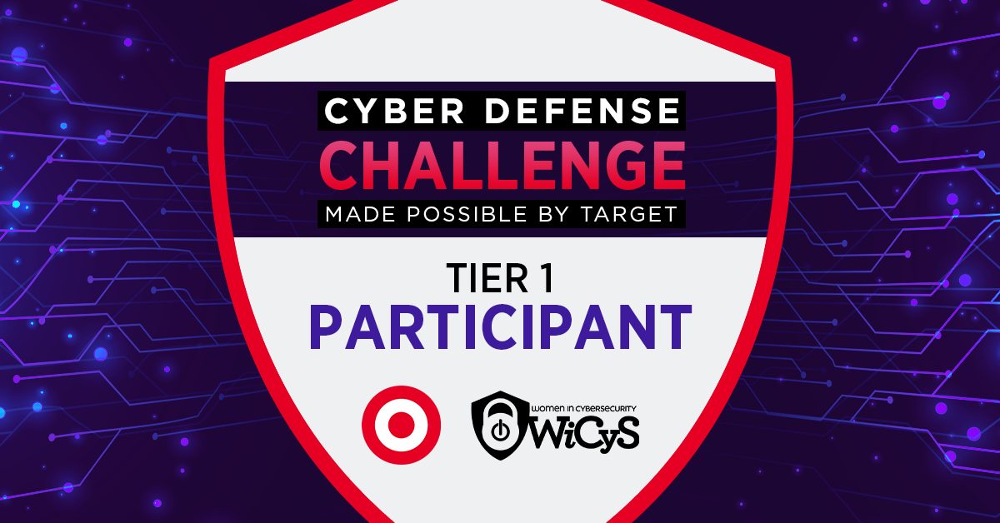 CYBER DEFENSE
CHALLENGE
MADE POSSIBLE BY TARGET
TIER 1
PARTICIPANT
WOMEN IN CYBERSECURITY
WiCyS